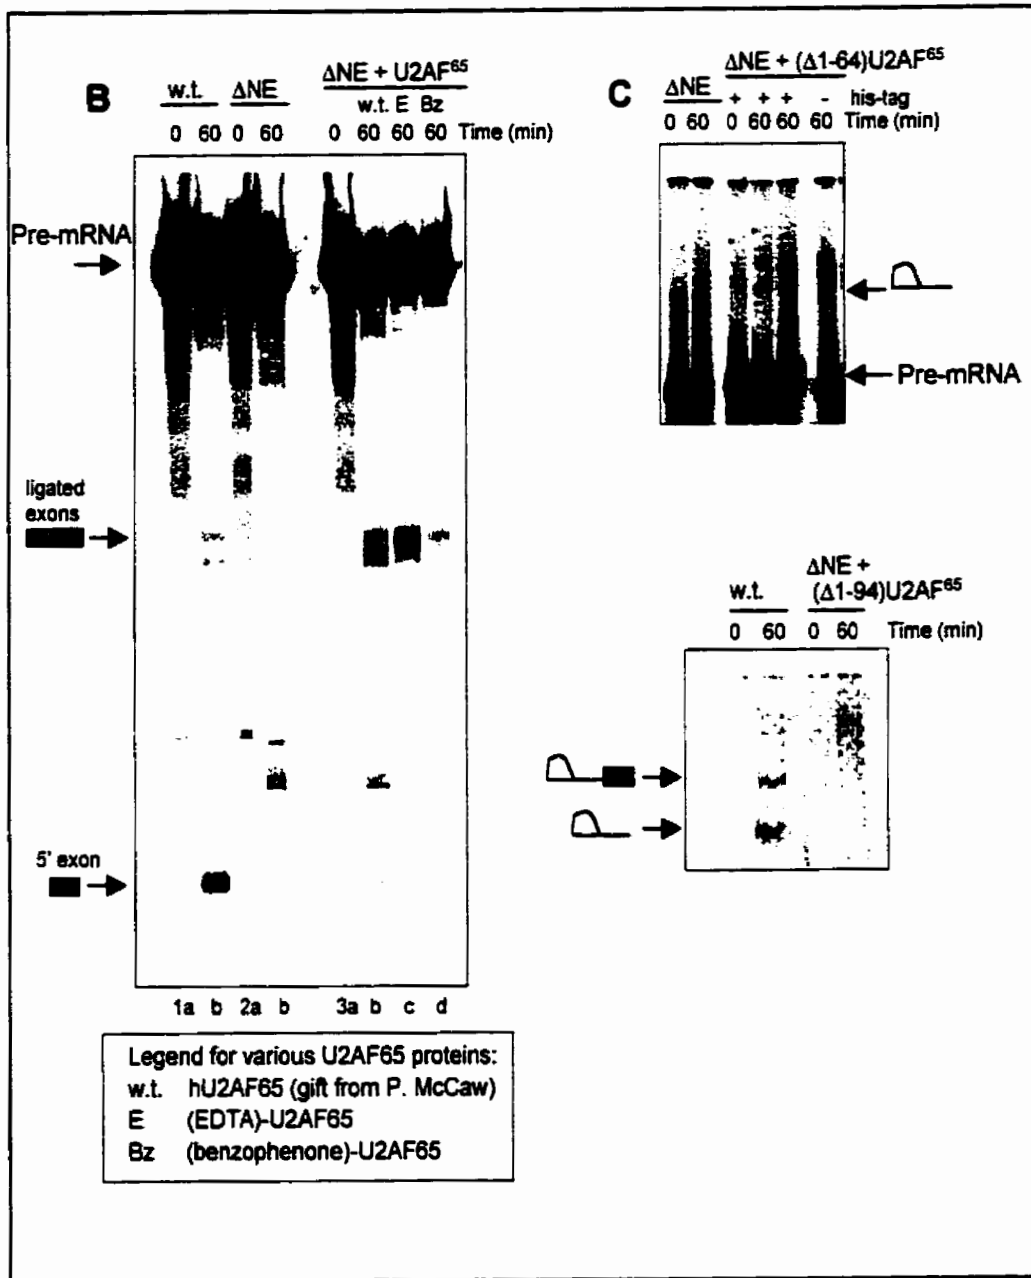 B
w.t. ΔNE
ΔNE + U2AF65
w.t. E Bz
0 60 0 60 0 60 60 60 Time (min)
Pre-mRNA
ligated
exons
5' exon
1a b 2a b 3a b c d
Legend for various U2AF65 proteins:
w.t. hU2AF65 (gift from P. McCaw)
E (EDTA)-U2AF65
Bz (benzophenone)-U2AF65
C
ΔNE + (Δ1-64)U2AF65
ΔNE + + + - his-tag
0 60 0 60 60 60 Time (min)
Pre-mRNA
ΔNE +
w.t. (Δ1-94)U2AF65
0 60 0 60 Time (min)